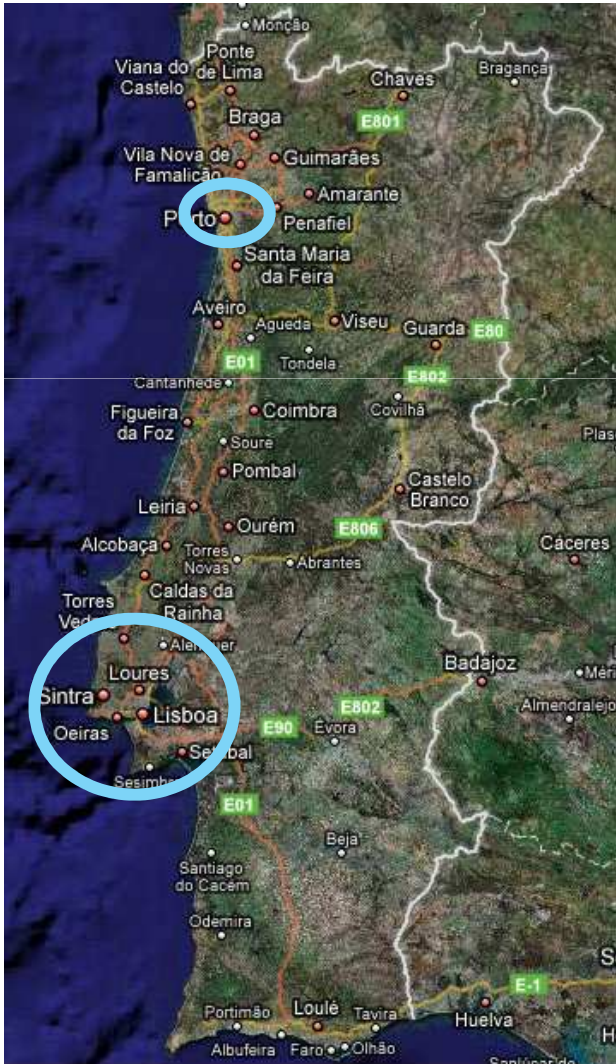 Monção
Ponte
de Lima
Viana do
Castelo
Chaves
Bragança
E801
Braga
Vila Nova de
Famalicão
Guimarães
Amarante
Porto
Penafiel
Santa Maria
da Feira
Aveiro
Agueda
Viseu
Guarda
E80
E01
Tondela
E802
Cantanhede
Covilhã
Figueira
da Foz
Coimbra
Soure
Pombal
Castelo
Branco
Leiria
Ourém
E806
Alcobaça
Torres
Novas
Abrantes
Cáceres
Caldas da
Rainha
Torres
Alenquer
Loures
Badajoz
Sintra
Lisboa
E802
Almendralejo
Oeiras
E90
Évora
Setúbal
E01
Beja
Santiago
do Cacém
Odemira
E-1
Portimão
Loulé
Tavira
Huelva
Albufeira
Faro
Olhão